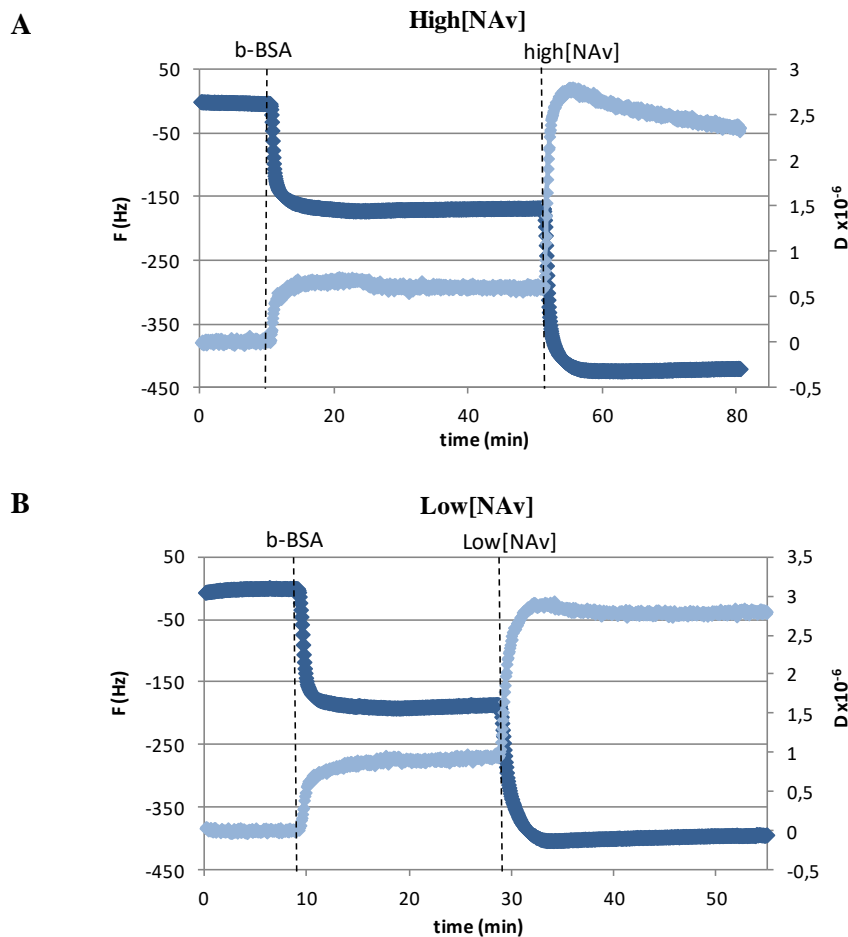 A
High[NAv]
b-BSA
high[NAv]
50
-50
-150
-250
-350
-450
F (Hz)
3
2,5
2
1,5
1
0,5
0
-0,5
D x10-6
0 20 40 60 80
time (min)
B
Low[NAv]
b-BSA
Low[NAv]
50
-50
-150
-250
-350
-450
F (Hz)
3,5
3
2,5
2
1,5
1
0,5
0
-0,5
Dx10-6
0 10 20 30 40 50
time (min)